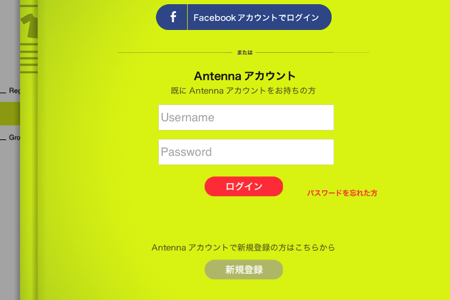 Facebookアカウントでログイン
または
Antenna アカウント
既に Antenna アカウントをお持ちの方
Username
Password
ログイン
パスワードを忘れた方
Antenna アカウントで新規登録の方はこちらから
新規登録